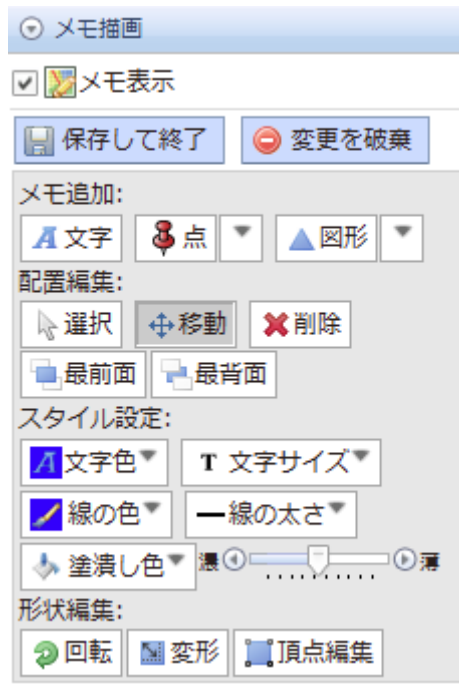 メモ描画
メモ表示
保存して終了 変更を破棄
メモ追加:
A 文字 点 図形
配置編集:
選択 移動 削除
最前面 最背面
スタイル設定:
A 文字色 T 文字サイズ
線の色 線の太さ
塗潰し色 濃 薄
形状編集:
回転 変形 頂点編集